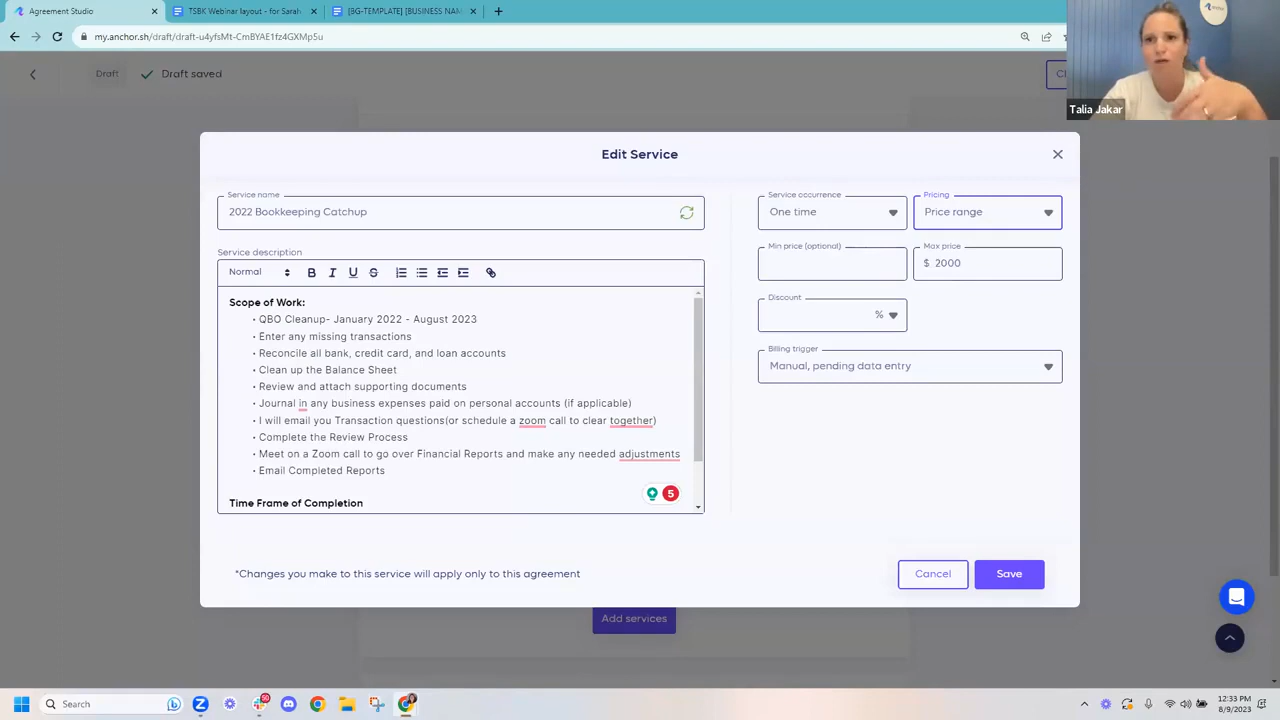 Agreement Studio
TSBK Webinar layout - for Sarah
[BG-TEMPLATE] [BUSINESS NAM
my.anchor.sh/draft/draft-u4yfsMt-CmBYAE1fz4GXMp5u
Draft
Draft saved
Talia Jakar
Edit Service
Service name
2022 Bookkeeping Catchup
Service description
Normal
B I U S
Scope of Work:
• QBO Cleanup- January 2022 - August 2023
• Enter any missing transactions
• Reconcile all bank, credit card, and loan accounts
• Clean up the Balance Sheet
• Review and attach supporting documents
• Journal in any business expenses paid on personal accounts (if applicable)
• I will email you Transaction questions(or schedule a zoom call to clear together)
• Complete the Review Process
• Meet on a Zoom call to go over Financial Reports and make any needed adjustments
• Email Completed Reports
5
Time Frame of Completion
Service occurrence
One time
Pricing
Price range
Min price (optional)
Max price
$ 2000
Discount
%
Billing trigger
Manual, pending data entry
*Changes you make to this service will apply only to this agreement
Cancel
Save
Add services
Search
50
12:33 PM
8/9/2023